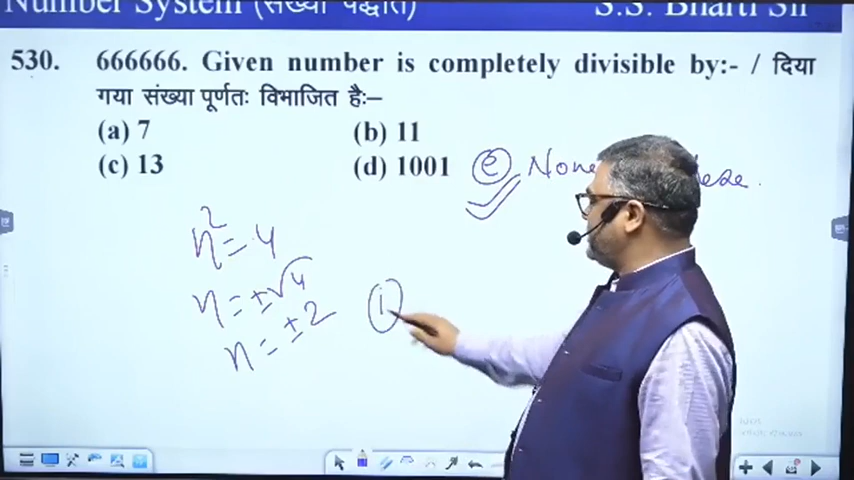 Number System (संख्या पद्धति) S.S. Bharti Sir
530. 666666. Given number is completely divisible by:- / दिया
गया संख्या पूर्णतः विभाजित हैः–
(a) 7 (b) 11
(c) 13 (d) 1001 (e) None
n² = 4
n = ±√4
n = ±2
1